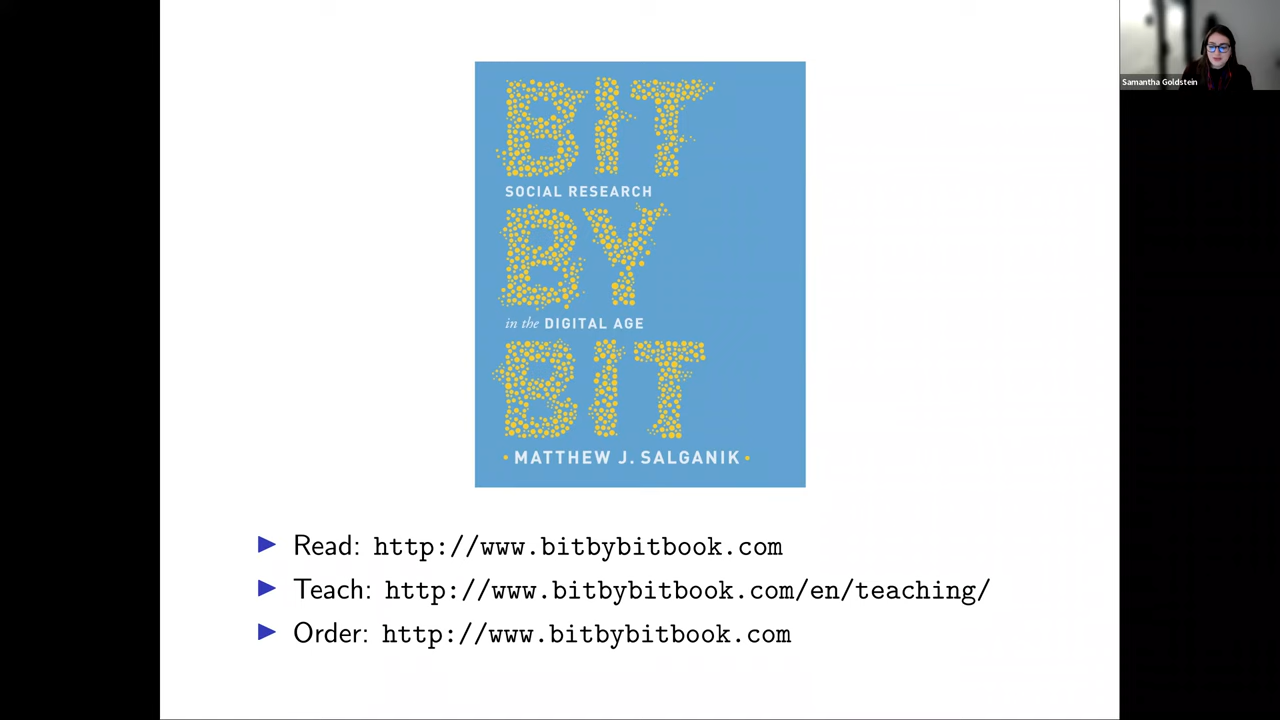 BIT
SOCIAL RESEARCH
BY
in the DIGITAL AGE
BIT
• MATTHEW J. SALGANIK •
Read: http://www.bitbybitbook.com
Teach: http://www.bitbybitbook.com/en/teaching/
Order: http://www.bitbybitbook.com
Samantha Goldstein